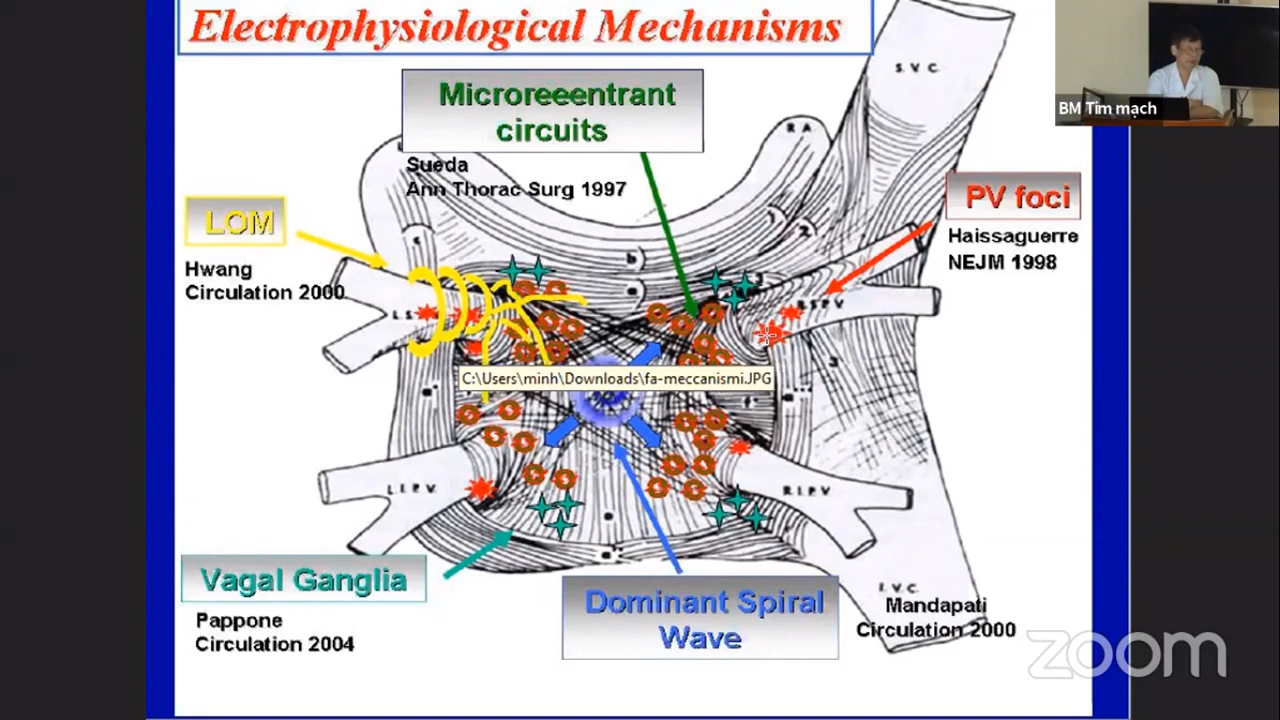 Electrophysiological Mechanisms
BM Tim mạch
S.V.C.
Microreeentrant
circuits
R A
Sueda
Ann Thorac Surg 1997
PV foci
Haissaguerre
NEJM 1998
LOM
Hwang
Circulation 2000
C:\Users\minh\Downloads\fa-meccanismi.JPG
L.I.P.V.
R.I.P.V.
Vagal Ganglia
Pappone
Circulation 2004
Dominant Spiral
Wave
I.V.C.
Mandapati
Circulation 2000
zoom